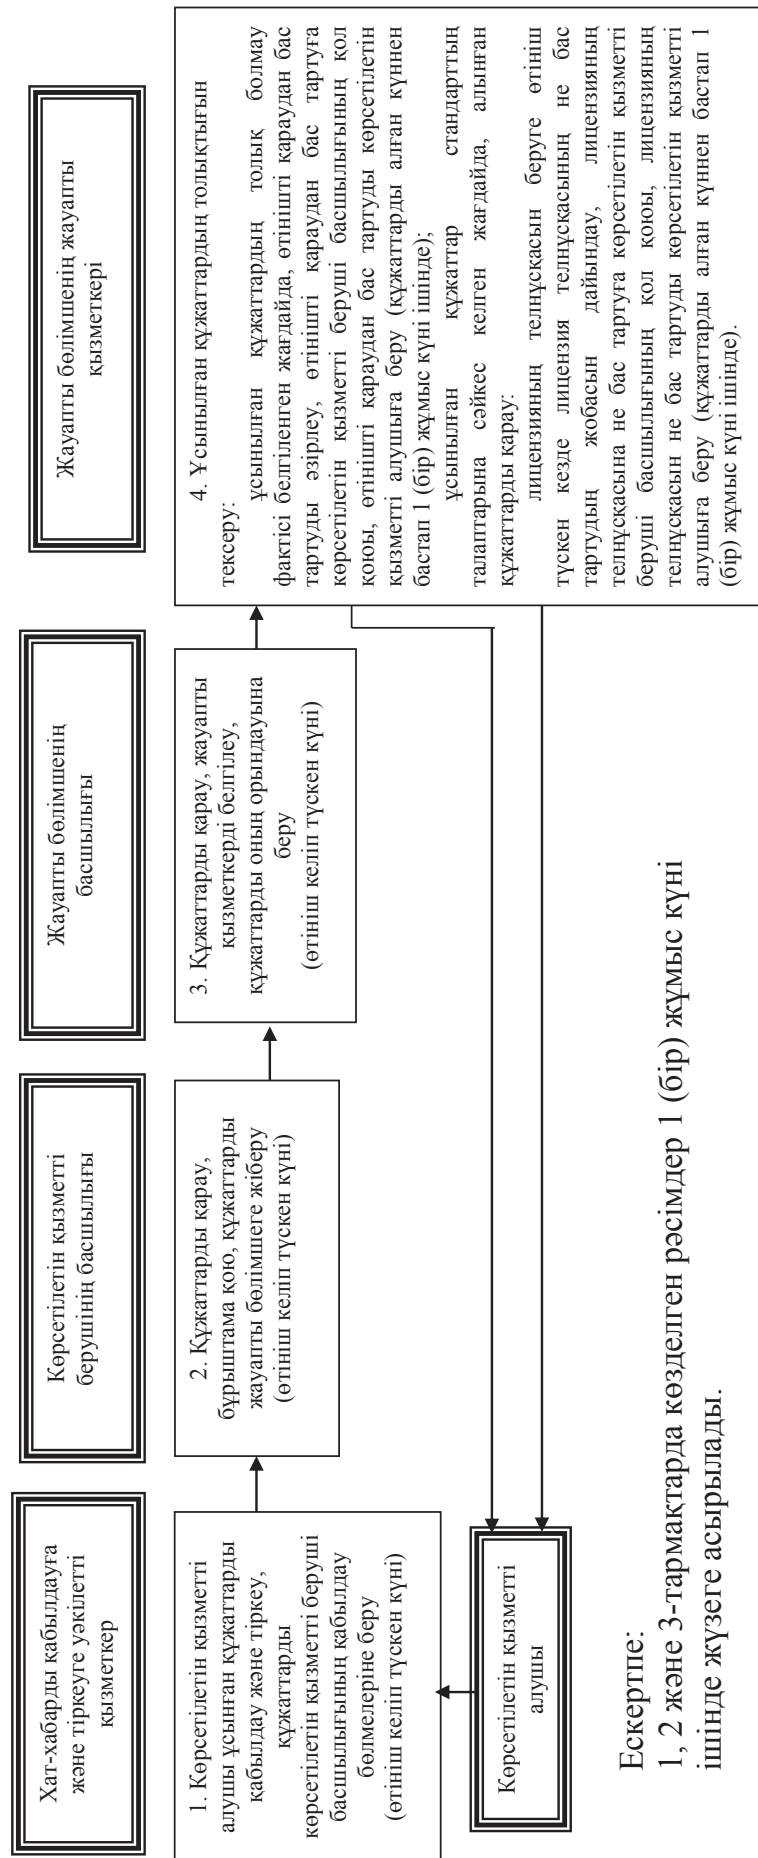 Хат-хабарды қабылдауға
және тіркеуге уәкілетті
қызметкер
Көрсетілетін қызметті
берушінің басшылығы
Жауапты бөлімшенің
басшылығы
Жауапты бөлімшенің жауапты
қызметкері
1. Көрсетілетін қызметті
алушы ұсынған құжаттарды
қабылдау және тіркеу,
құжаттарды
көрсетілетін қызметті беруші
басшылығының қабылдау
бөлмелеріне беру
(өтініш келіп түскен күні)
2. Құжаттарды қарау,
бұрыштама қою, құжаттарды
жауапты бөлімшеге жіберу
(өтініш келіп түскен күні)
3. Құжаттарды қарау, жауапты
қызметкерді белгілеу,
құжаттарды оның орындауына
беру
(өтініш келіп түскен күні)
4. Ұсынылған құжаттардың толықтығын
тексеру:
ұсынылған құжаттардың толық болмау
фактісі белгіленген жағдайда, өтінішті қараудан бас
тартуды әзірлеу, өтінішті қараудан бас тартуға
көрсетілетін қызметті беруші басшылығының қол
қоюы, өтінішті қараудан бас тартуды көрсетілетін
қызметті алушыға беру (құжаттарды алған күннен
бастап 1 (бір) жұмыс күні ішінде);
ұсынылған құжаттар стандарттың
талаптарына сәйкес келген жағдайда, алынған
құжаттарды қарау:
лицензияның телнұсқасын беруге өтініш
түскен кезде лицензия телнұсқасының не бас
тартудың жобасын дайындау, лицензияның
телнұсқасына не бас тартуға көрсетілетін қызметті
беруші басшылығының қол қоюы, лицензияның
телнұсқасын не бас тартуды көрсетілетін қызметті
алушыға беру (құжаттарды алған күннен бастап 1
(бір) жұмыс күні ішінде).
Көрсетілетін қызметті
алушы
Ескертпе:
1, 2 және 3-тармақтарда көзделген рәсімдер 1 (бір) жұмыс күні
ішінде жүзеге асырылады.